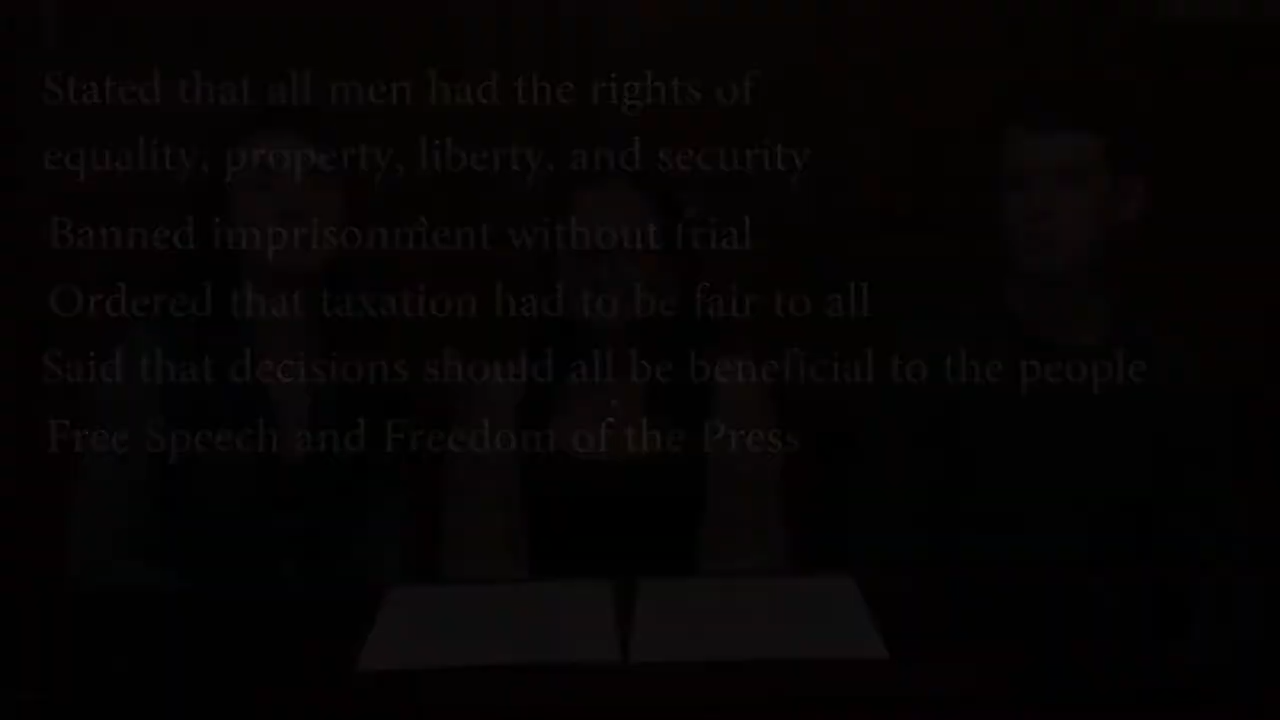 Stated that all men had the rights of
equality, property, liberty, and security
Banned imprisonment without trial
Ordered that taxation had to be fair to all
Said that decisions should all be beneficial to the people
Free Speech and Freedom of the Press